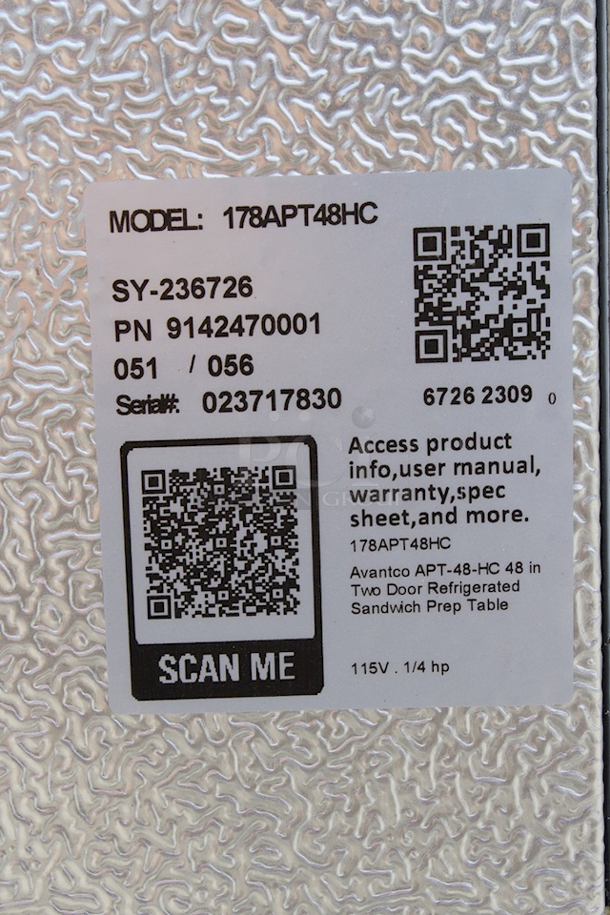 MODEL: 178APT48HC
SY-236726
PN 9142470001
051 / 056
Serial#: 023717830
6726 2309 0
Access product
info,user manual,
warranty,spec
sheet,and more.
178APT48HC
Avantco APT-48-HC 48 in
Two Door Refrigerated
Sandwich Prep Table
115V . 1/4 hp
SCAN ME